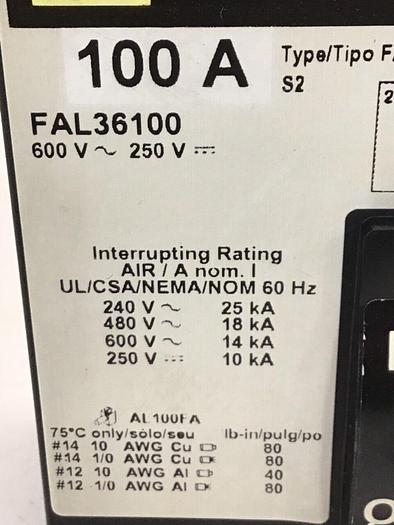 100 A
Type/Tipo F
S2
2
FAL36100
600 V ~ 250 V ⎓
Interrupting Rating
AIR / A nom. I
UL/CSA/NEMA/NOM 60 Hz
240 V ~ 25 kA
480 V ~ 18 kA
600 V ~ 14 kA
250 V ⎓ 10 kA
AL100FA
75°C only/sólo/seu lb-in/pulg/po
#14 10 AWG Cu 80
#14 1/0 AWG Cu 80
#12 10 AWG Al 40
#12 1/0 AWG Al 80
O